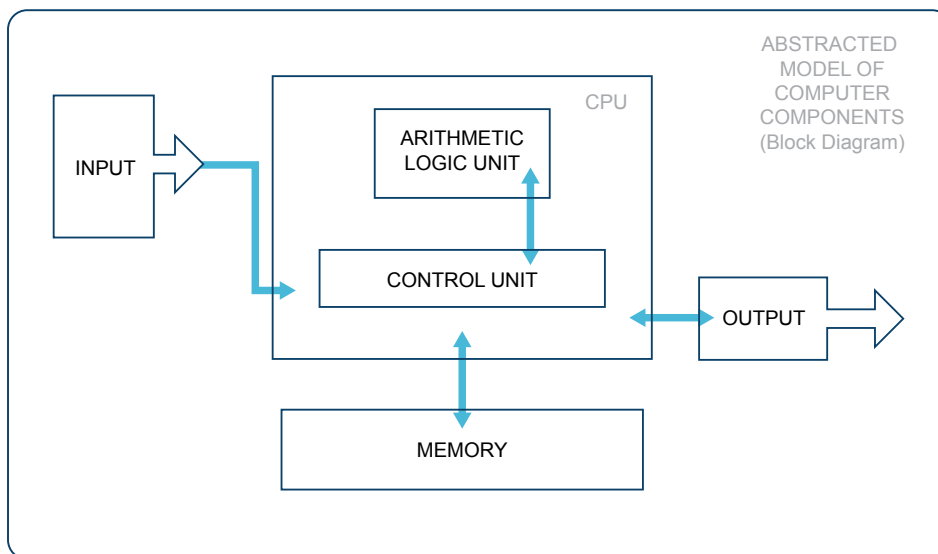 ABSTRACTED
MODEL OF
COMPUTER
COMPONENTS
(Block Diagram)
CPU
ARITHMETIC
LOGIC UNIT
INPUT
CONTROL UNIT
OUTPUT
MEMORY